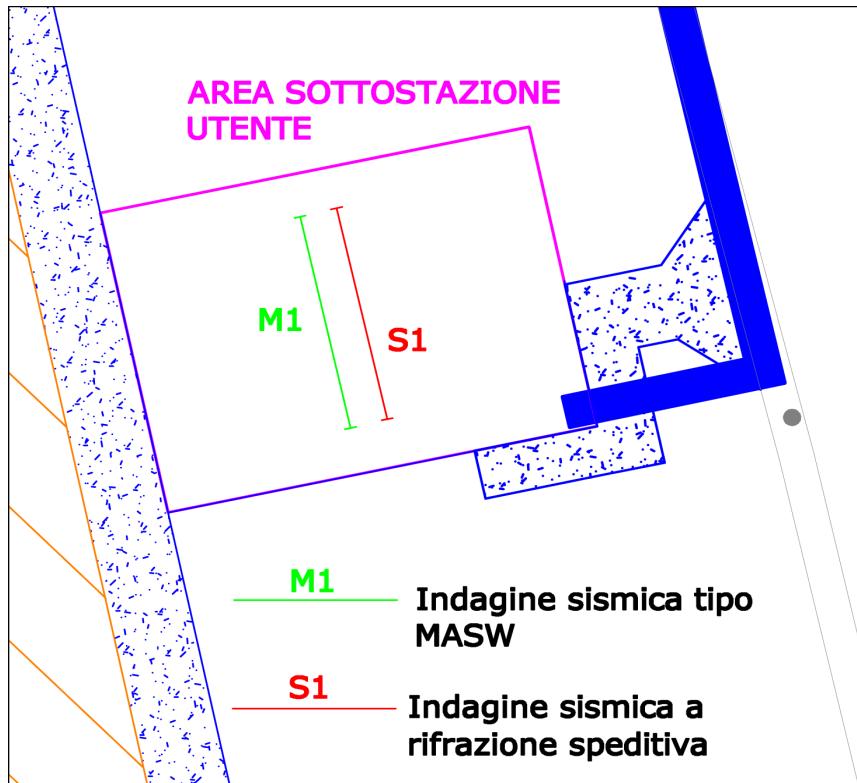 AREA SOTTOSTAZIONE
UTENTE
M1
S1
M1
Indagine sismica tipo
MASW
S1
Indagine sismica a
rifrazione speditiva